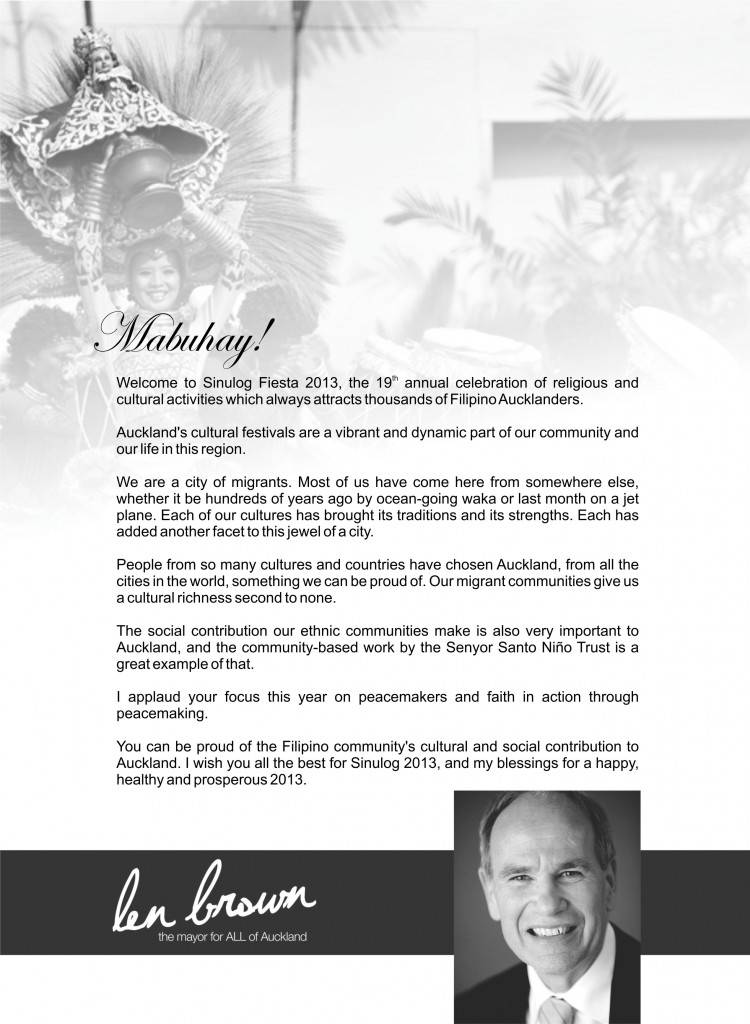 Mabuhay!
Welcome to Sinulog Fiesta 2013, the 19th annual celebration of religious and
cultural activities which always attracts thousands of Filipino Aucklanders.
Auckland's cultural festivals are a vibrant and dynamic part of our community and
our life in this region.
We are a city of migrants. Most of us have come here from somewhere else,
whether it be hundreds of years ago by ocean-going waka or last month on a jet
plane. Each of our cultures has brought its traditions and its strengths. Each has
added another facet to this jewel of a city.
People from so many cultures and countries have chosen Auckland, from all the
cities in the world, something we can be proud of. Our migrant communities give us
a cultural richness second to none.
The social contribution our ethnic communities make is also very important to
Auckland, and the community-based work by the Senyor Santo Niño Trust is a
great example of that.
I applaud your focus this year on peacemakers and faith in action through
peacemaking.
You can be proud of the Filipino community's cultural and social contribution to
Auckland. I wish you all the best for Sinulog 2013, and my blessings for a happy,
healthy and prosperous 2013.
len brown
the mayor for ALL of Auckland